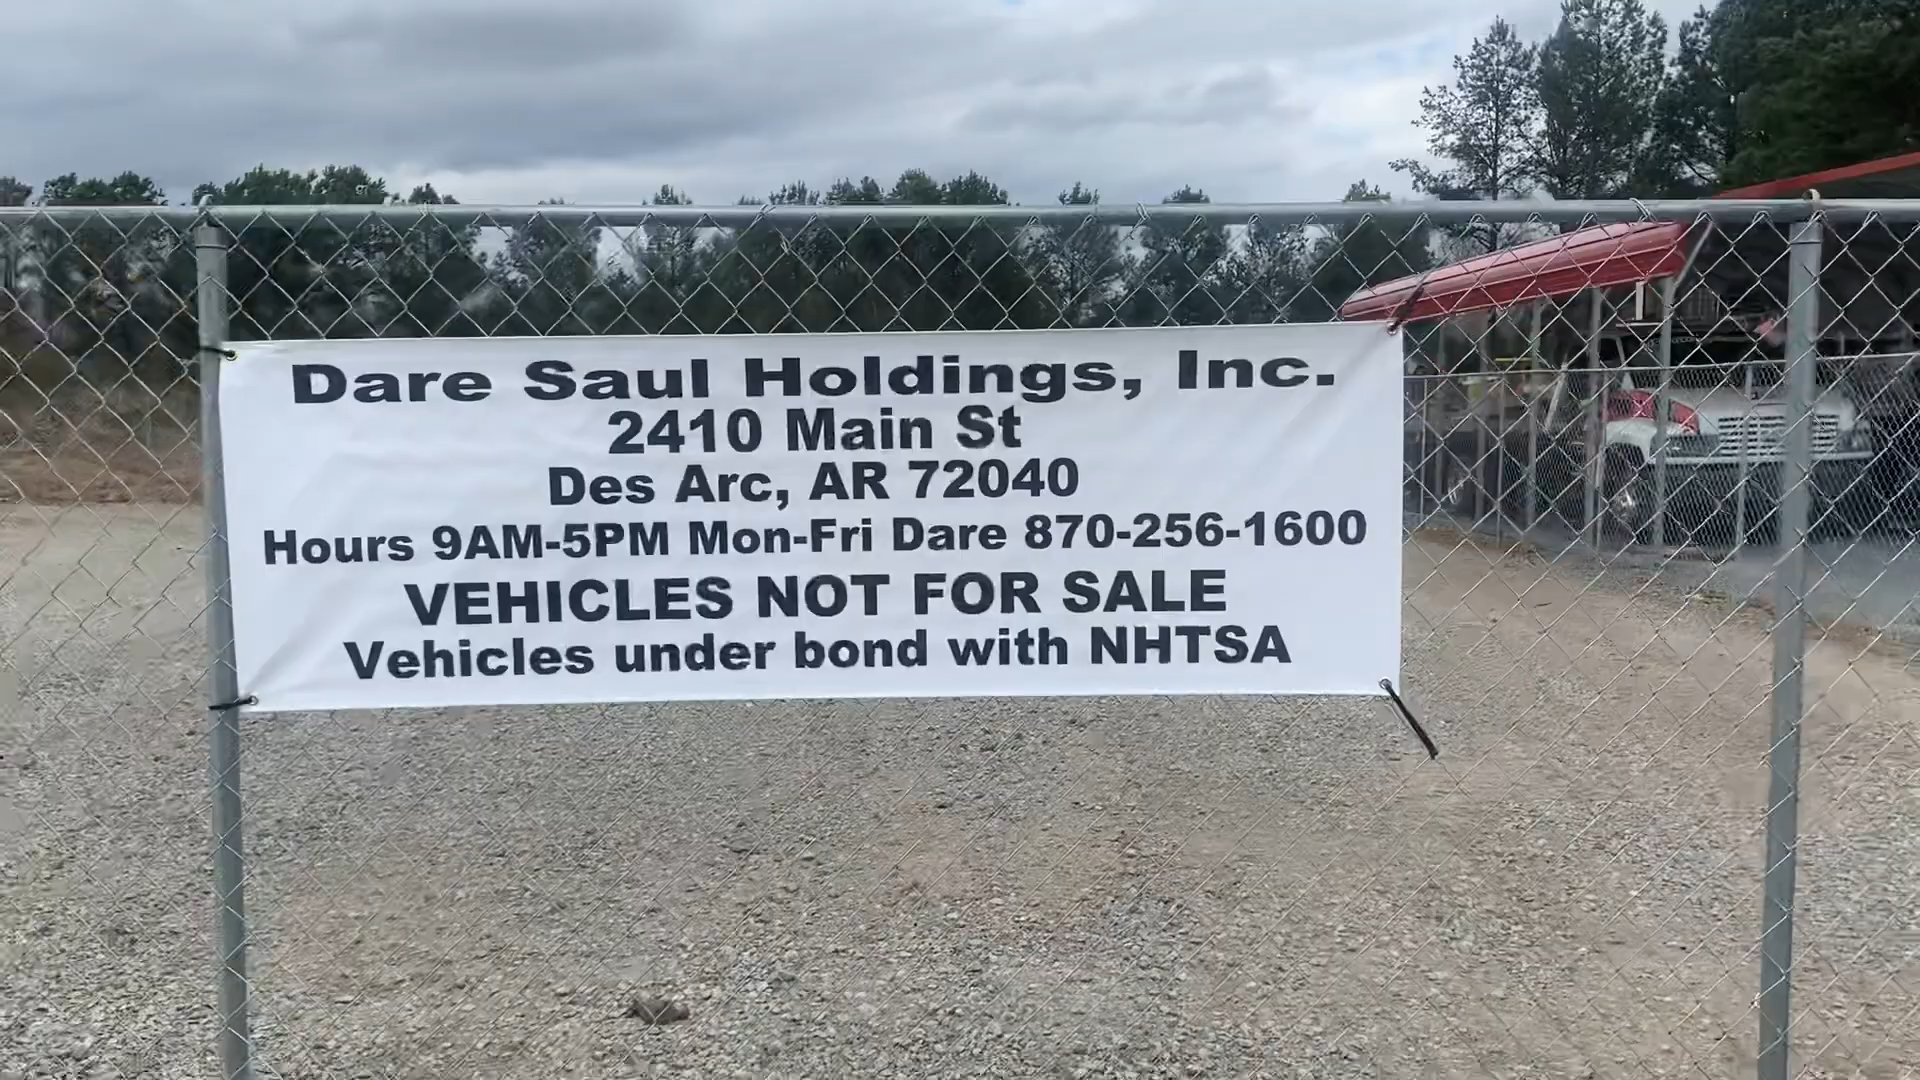 Dare Saul Holdings, Inc.
2410 Main St
Des Arc, AR 72040
Hours 9AM-5PM Mon-Fri Dare 870-256-1600
VEHICLES NOT FOR SALE
Vehicles under bond with NHTSA